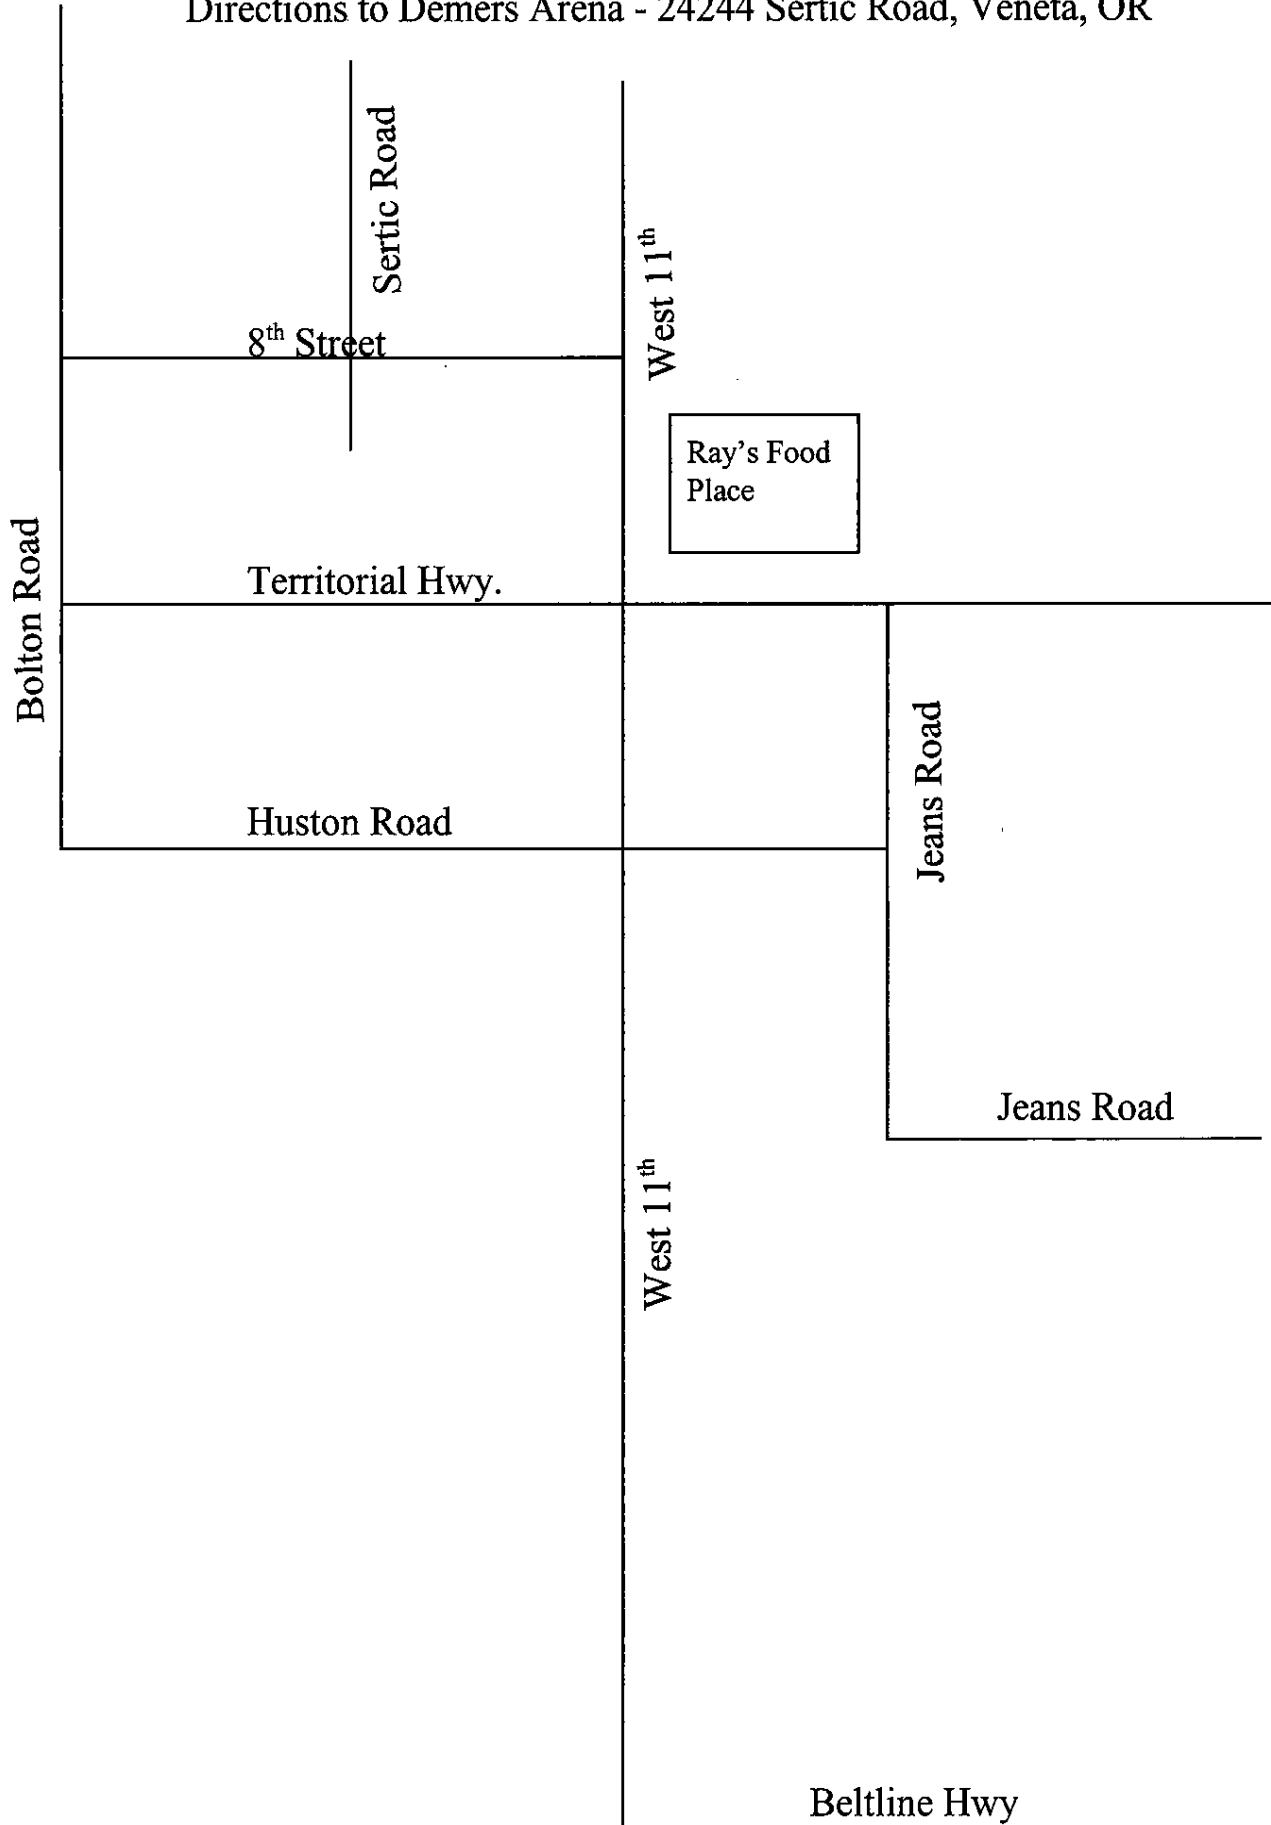 Directions to Demers Arena - 24244 Sertic Road, Veneta, OR
Sertic Road
West 11th
8th Street
Ray's Food
Place
Bolton Road
Territorial Hwy.
Jeans Road
Huston Road
Jeans Road
West 11th
Beltline Hwy